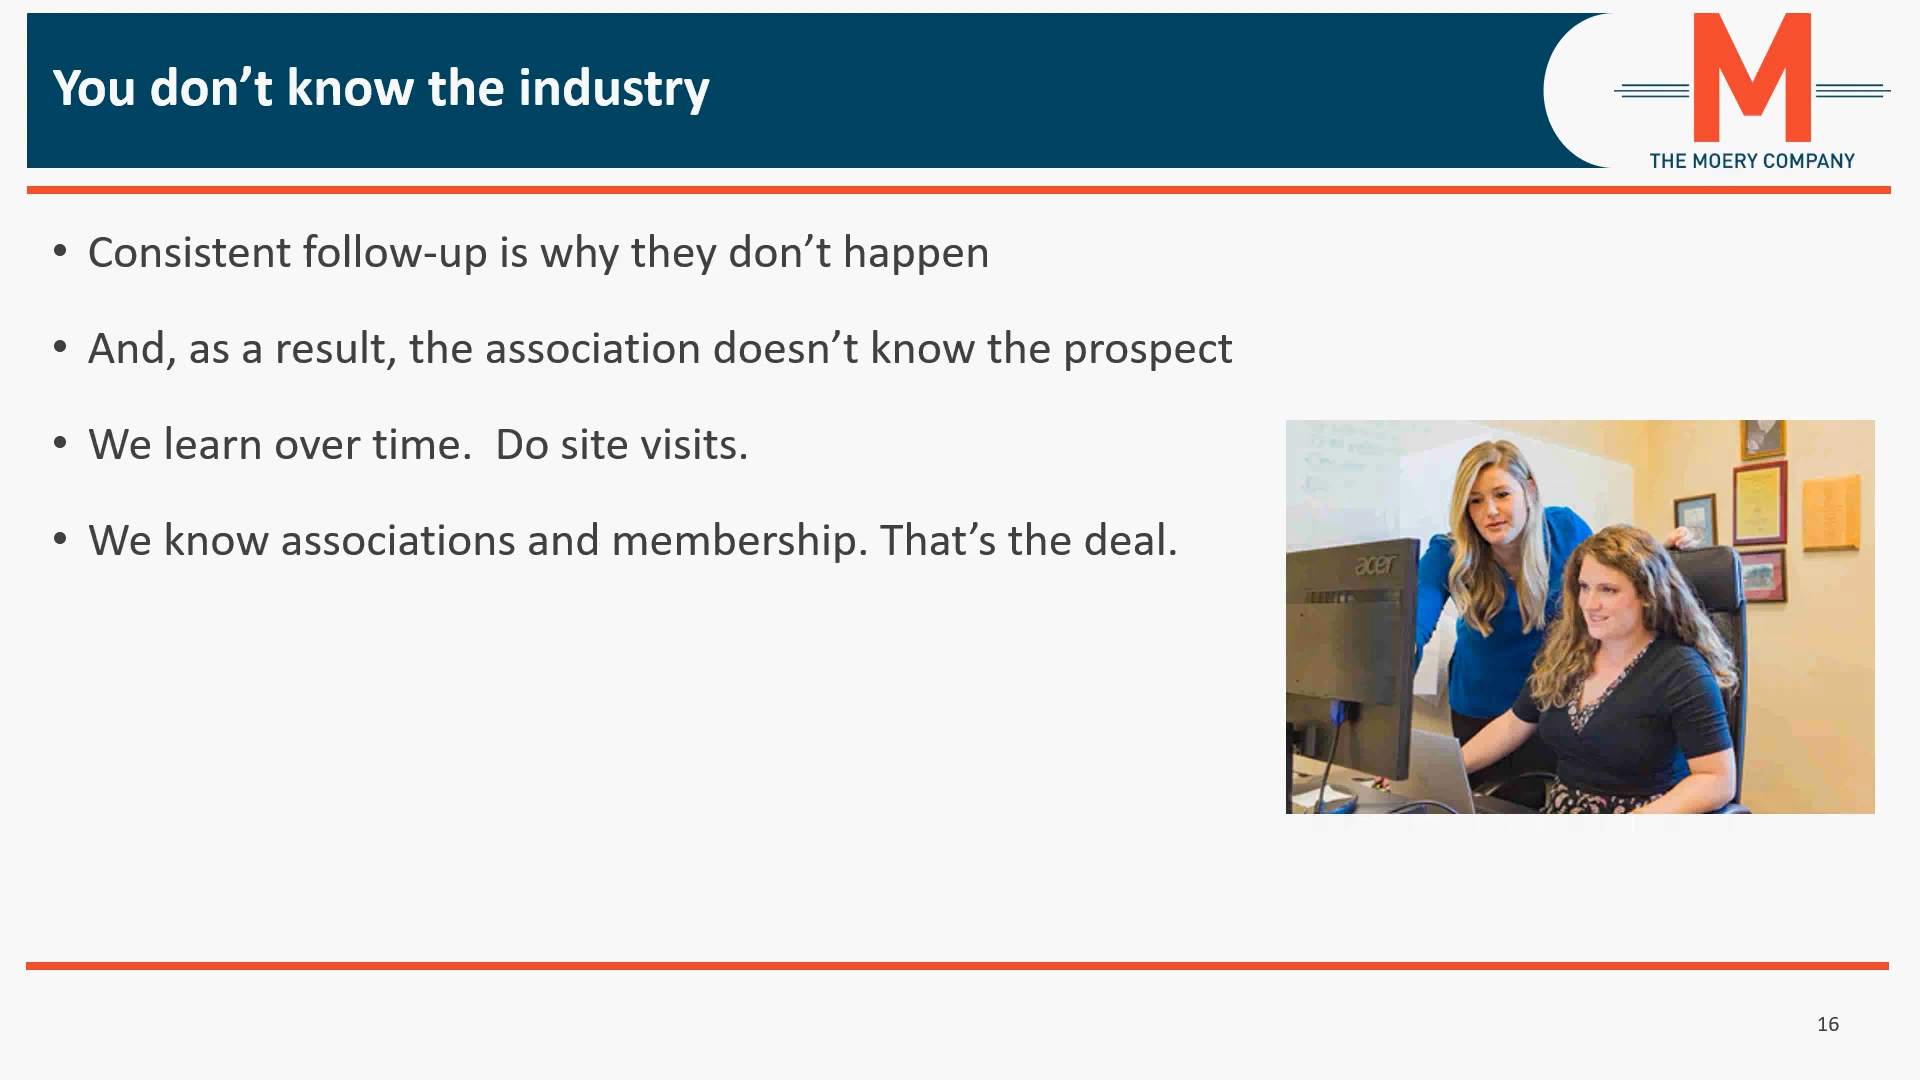 You don’t know the industry
M
THE MOERY COMPANY
• Consistent follow-up is why they don’t happen
• And, as a result, the association doesn’t know the prospect
• We learn over time.  Do site visits.
• We know associations and membership. That’s the deal.
acer
16